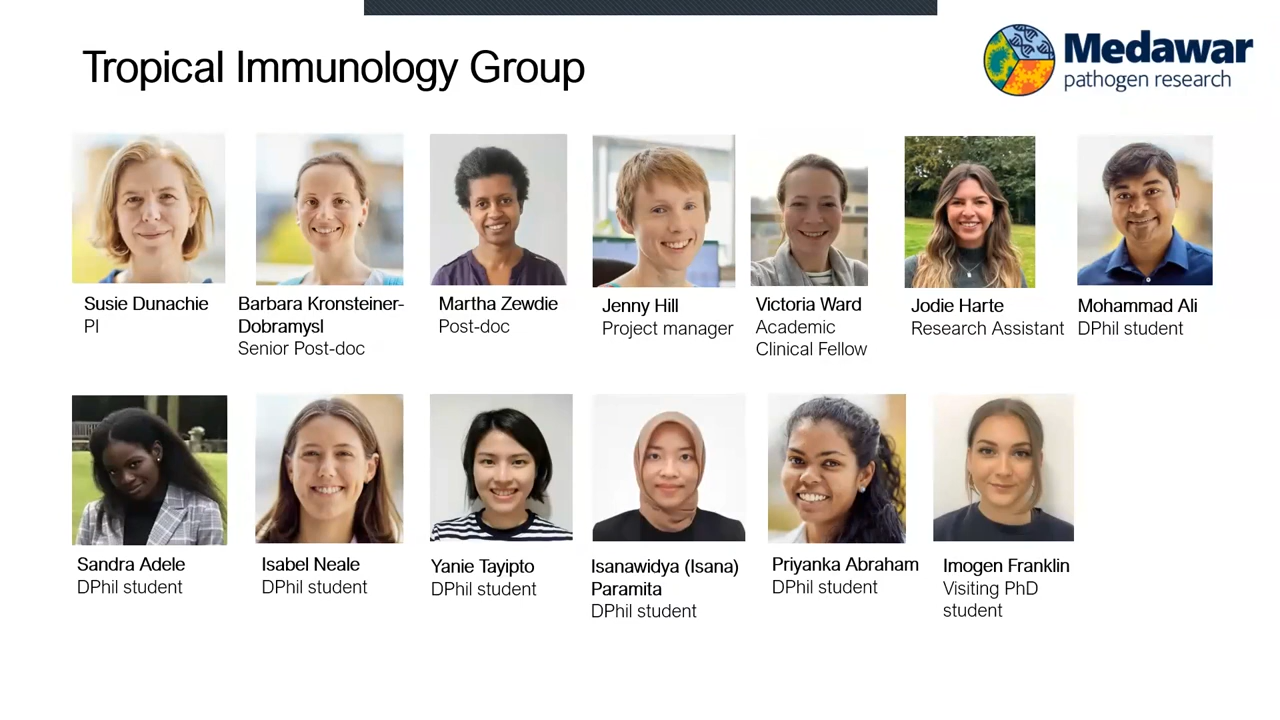 Tropical Immunology Group
Medawar
pathogen research
Susie Dunachie
PI
Barbara Kronsteiner-
Dobramysl
Senior Post-doc
Martha Zewdie
Post-doc
Jenny Hill
Project manager
Victoria Ward
Academic
Clinical Fellow
Jodie Harte
Research Assistant
Mohammad Ali
DPhil student
Sandra Adele
DPhil student
Isabel Neale
DPhil student
Yanie Tayipto
DPhil student
Isanawidya (Isana)
Paramita
DPhil student
Priyanka Abraham
DPhil student
Imogen Franklin
Visiting PhD
student